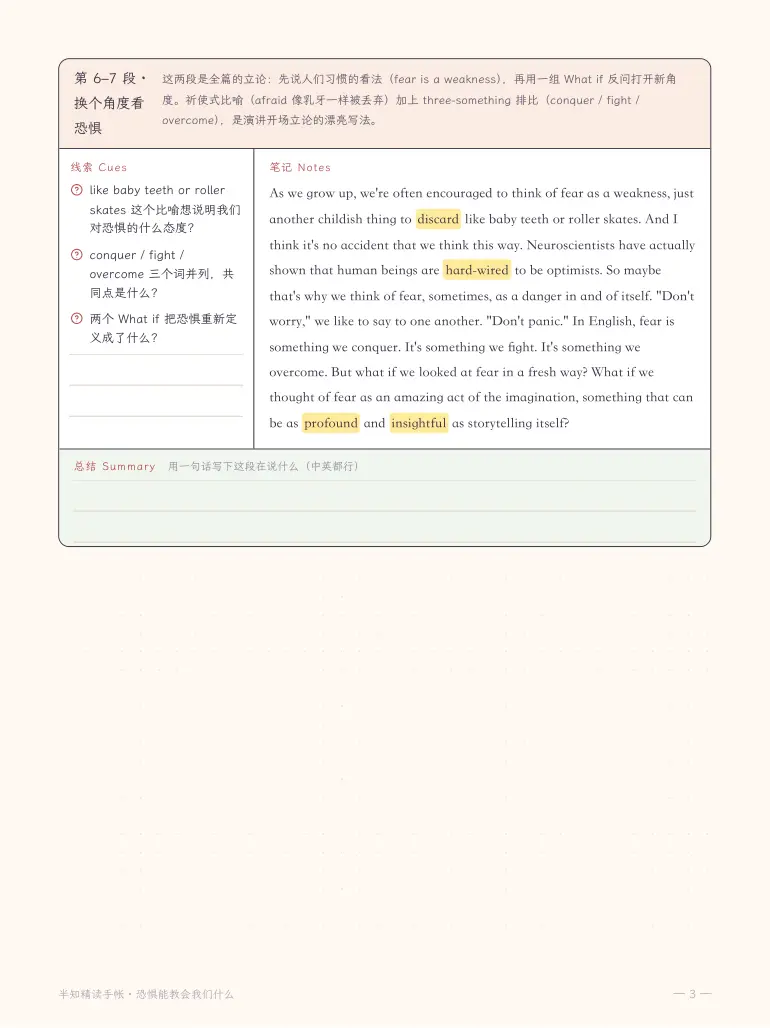 第 6–7 段・
换个角度看
恐惧
这两段是全篇的立论：先说人们习惯的看法（fear is a weakness），再用一组 What if 反问打开新角
度。祈使式比喻（afraid 像乳牙一样被丢弃）加上 three-something 排比（conquer / fight /
overcome），是演讲开场立论的漂亮写法。
线索 Cues
like baby teeth or roller
skates 这个比喻想说明我们
对恐惧的什么态度？
conquer / fight /
overcome 三个词并列，共
同点是什么？
两个 What if 把恐惧重新定
义成了什么？
笔记 Notes
As we grow up, we're often encouraged to think of fear as a weakness, just
another childish thing to discard like baby teeth or roller skates. And I
think it's no accident that we think this way. Neuroscientists have actually
shown that human beings are hard-wired to be optimists. So maybe
that's why we think of fear, sometimes, as a danger in and of itself. "Don't
worry," we like to say to one another. "Don't panic." In English, fear is
something we conquer. It's something we fight. It's something we
overcome. But what if we looked at fear in a fresh way? What if we
thought of fear as an amazing act of the imagination, something that can
be as profound and insightful as storytelling itself?
总结 Summary 用一句话写下这段在说什么（中英都行）
半知精读手帐・恐惧能教会我们什么
— 3 —